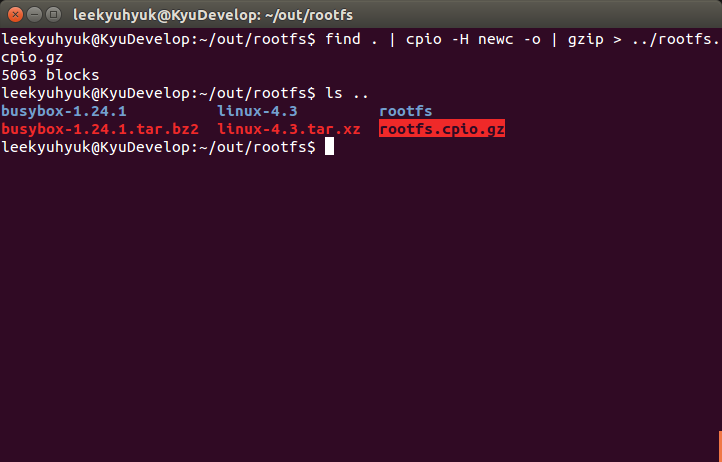 leekyuhyuk@KyuDevelop: ~/out/rootfs
leekyuhyuk@KyuDevelop:~/out/rootfs$ find . | cpio -H newc -o | gzip > ../rootfs.
cpio.gz
5063 blocks
leekyuhyuk@KyuDevelop:~/out/rootfs$ ls ..
busybox-1.24.1          linux-4.3         rootfs
busybox-1.24.1.tar.bz2  linux-4.3.tar.xz  rootfs.cpio.gz
leekyuhyuk@KyuDevelop:~/out/rootfs$